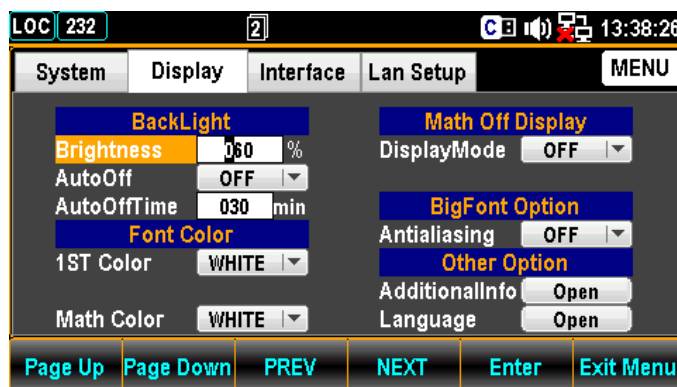 LOC 232 2 C 13:38:26
System Display Interface Lan Setup MENU
BackLight
Brightness 060 %
AutoOff OFF
AutoOffTime 030 min
Font Color
1ST Color WHITE
Math Color WHITE
Math Off Display
DisplayMode OFF
BigFont Option
Antialiasing OFF
Other Option
AdditionalInfo Open
Language Open
Page Up Page Down PREV NEXT Enter Exit Menu